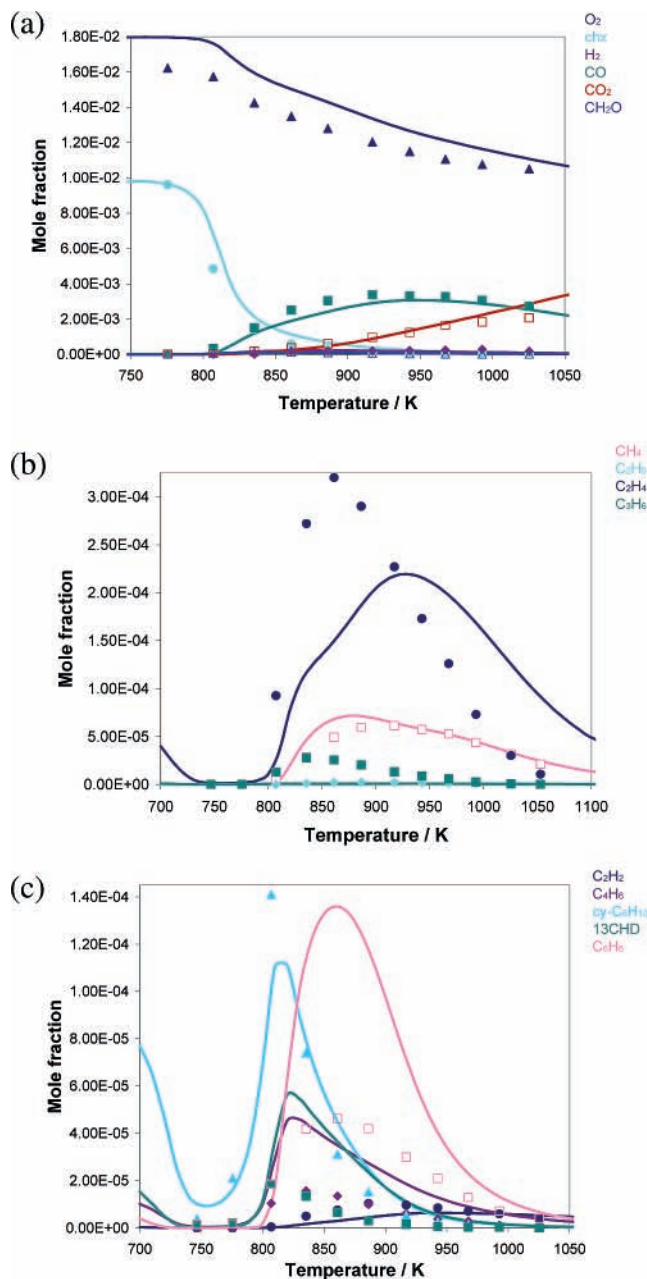 (a)
O₂
chx
H₂
CO
CO₂
CH₂O
1.80E-02
1.60E-02
1.40E-02
1.20E-02
1.00E-02
8.00E-03
6.00E-03
4.00E-03
2.00E-03
0.00E+00
Mole fraction
750 800 850 900 950 1000 1050
Temperature / K
(b)
CH₄
C₂H₆
C₂H₄
C₃H₆
3.00E-04
2.50E-04
2.00E-04
1.50E-04
1.00E-04
5.00E-05
0.00E+00
Mole fraction
700 750 800 850 900 950 1000 1050 1100
Temperature / K
(c)
C₂H₂
C₄H₆
cy-C₆H₁₀
13CHD
C₆H₆
1.40E-04
1.20E-04
1.00E-04
8.00E-05
6.00E-05
4.00E-05
2.00E-05
0.00E+00
Mole fraction
700 750 800 850 900 950 1000 1050
Temperature / K